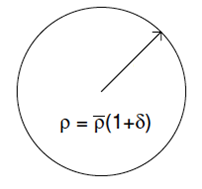 ρ = ρ̅(1+δ)